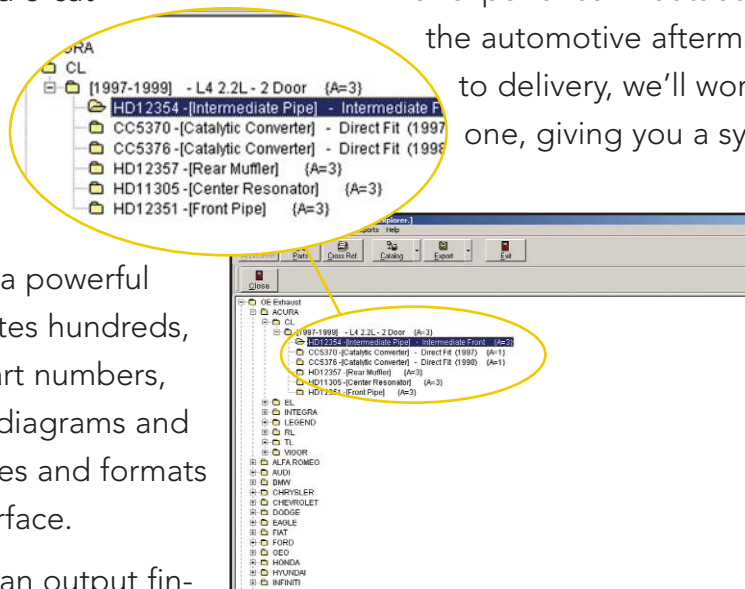 the automotive afterm
to delivery, we'll wor
one, giving you a sy
CL
[1997-1999] - L4 2.2L - 2 Door {A=3}
HD12354 -[Intermediate Pipe] - Intermediate F
CC5370 -[Catalytic Converter] - Direct Fit (1997
CC5376 -[Catalytic Converter] - Direct Fit (1998
HD12357 -[Rear Muffler] {A=3}
HD11305 -[Center Resonator] {A=3}
HD12351 -[Front Pipe] {A=3}
a powerful
tes hundreds,
art numbers,
diagrams and
es and formats
rface.
an output fin-
xplorer.]
orts Help
Parts Cross Ref. Catalog Export Exit
Close
OE Exhaust
ACURA
CL
[1997-1999] - L4 2.2L - 2 Door {A=3}
HD12354 -[Intermediate Pipe] - Intermediate Front {A=3}
CC5370 -[Catalytic Converter] - Direct Fit (1997) {A=1}
CC5376 -[Catalytic Converter] - Direct Fit (1998) {A=1}
HD12357 -[Rear Muffler] {A=3}
HD11305 -[Center Resonator] {A=3}
HD12351 -[Front Pipe] {A=3}
EL
INTEGRA
LEGEND
RL
TL
VIGOR
ALFA ROMEO
AUDI
BMW
CHRYSLER
CHEVROLET
DODGE
EAGLE
FIAT
FORD
GEO
HONDA
HYUNDAI
INFINITI